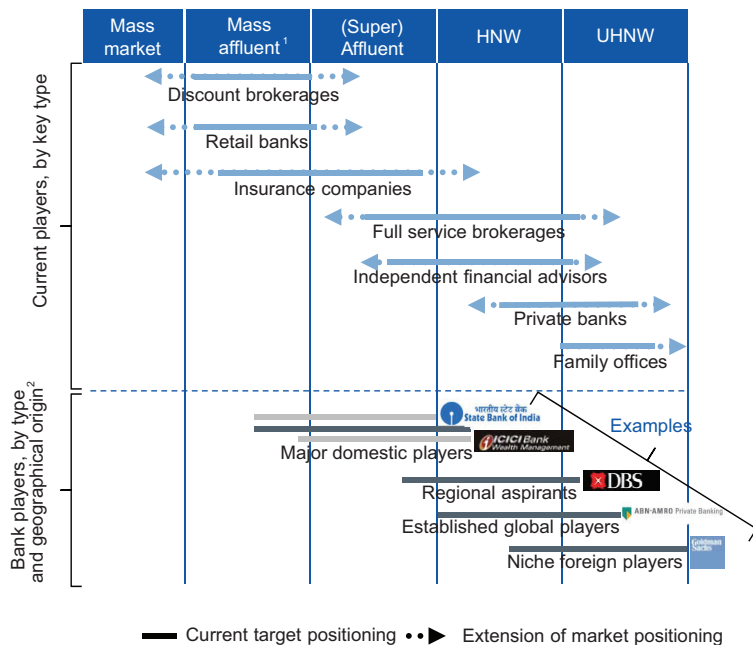 Mass market
Mass affluent 1
(Super) Affluent
HNW
UHNW
Current players, by key type
Discount brokerages
Retail banks
Insurance companies
Full service brokerages
Independent financial advisors
Private banks
Family offices
Bank players, by type
and geographical origin2
Examples
भारतीय स्टेट बैंक
State Bank of India
ICICI Bank
Wealth Management
Major domestic players
Regional aspirants
DBS
Established global players
ABN·AMRO Private Banking
Niche foreign players
Goldman
Sachs
Current target positioning
Extension of market positioning